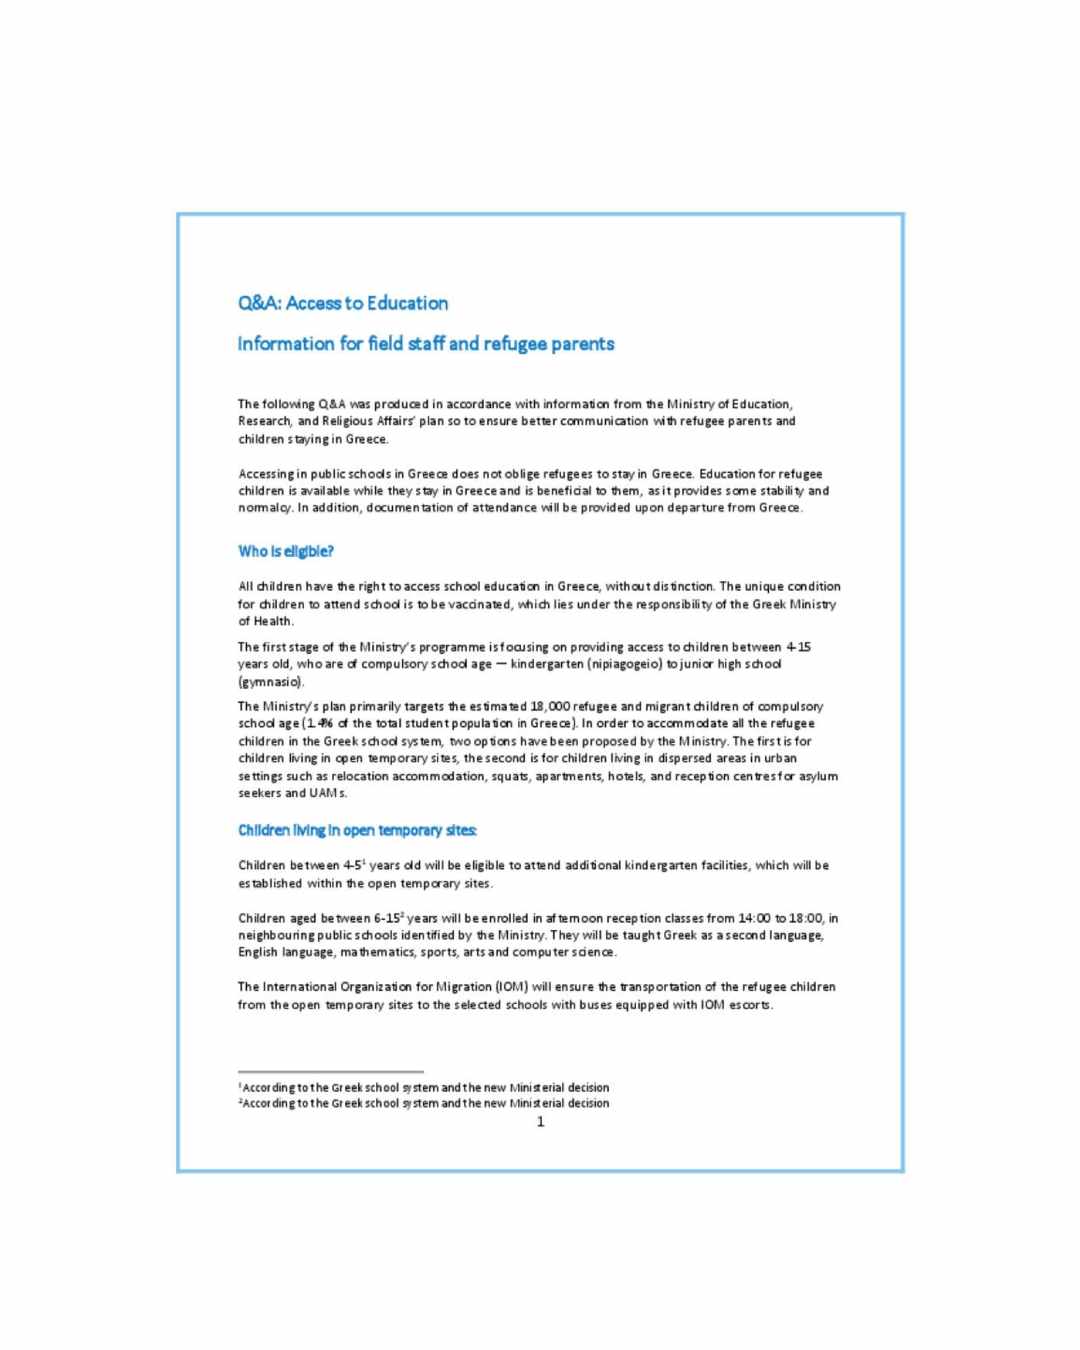 Q&A: Access to Education
Information for field staff and refugee parents
The following Q&A was produced in accordance with information from the Ministry of Education,
Research, and Religious Affairs' plan so to ensure better communication with refugee parents and
children staying in Greece.
Accessing in public schools in Greece does not oblige refugees to stay in Greece. Education for refugee
children is available while they stay in Greece and is beneficial to them, as it provides some stability and
normalcy. In addition, documentation of attendance will be provided upon departure from Greece.
Who is eligible?
All children have the right to access school education in Greece, without distinction. The unique condition
for children to attend school is to be vaccinated, which lies under the responsibility of the Greek Ministry
of Health.
The first stage of the Ministry's programme is focusing on providing access to children between 4-15
years old, who are of compulsory school age — kindergarten (nipiagogeio) to junior high school
(gymnasio).
The Ministry's plan primarily targets the estimated 18,000 refugee and migrant children of compulsory
school age (1.4% of the total student population in Greece). In order to accommodate all the refugee
children in the Greek school system, two options have been proposed by the Ministry. The first is for
children living in open temporary sites, the second is for children living in dispersed areas in urban
settings such as relocation accommodation, squats, apartments, hotels, and reception centres for asylum
seekers and UAMs.
Children living in open temporary sites:
Children between 4-5¹ years old will be eligible to attend additional kindergarten facilities, which will be
established within the open temporary sites.
Children aged between 6-15² years will be enrolled in afternoon reception classes from 14:00 to 18:00, in
neighbouring public schools identified by the Ministry. They will be taught Greek as a second language,
English language, mathematics, sports, arts and computer science.
The International Organization for Migration (IOM) will ensure the transportation of the refugee children
from the open temporary sites to the selected schools with buses equipped with IOM escorts.
¹According to the Greek school system and the new Ministerial decision
²According to the Greek school system and the new Ministerial decision
1